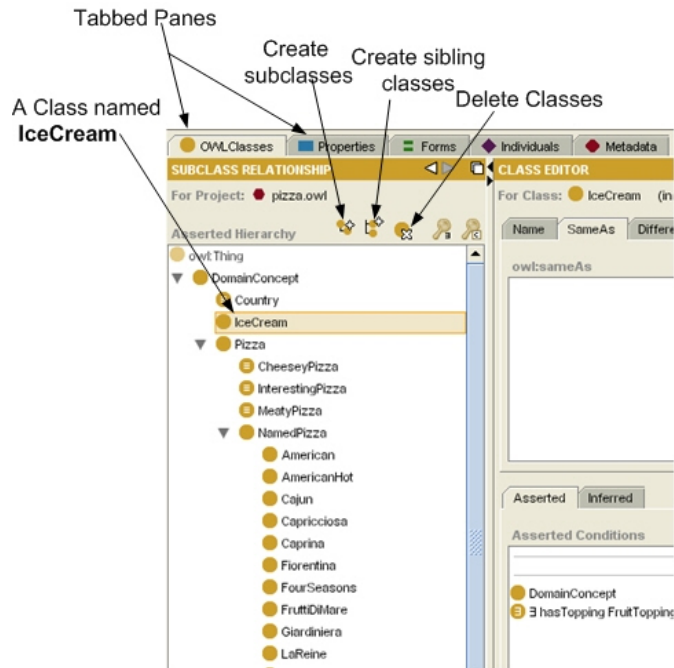 Tabbed Panes
Create
subclasses
Create sibling
classes
Delete Classes
A Class named
IceCream
OWLClasses
Properties
Forms
Individuals
Metadata
SUBCLASS RELATIONSHIP
CLASS EDITOR
For Project: pizza.owl
For Class: IceCream (in
Asserted Hierarchy
Name
SameAs
Differe
owl:sameAs
owl:Thing
DomainConcept
Country
IceCream
Pizza
CheeseyPizza
InterestingPizza
MeatyPizza
NamedPizza
American
AmericanHot
Cajun
Capricciosa
Caprina
Fiorentina
FourSeasons
FruttiDiMare
Giardiniera
LaReine
Asserted
Inferred
Asserted Conditions
DomainConcept
∃ hasTopping FruitTopping